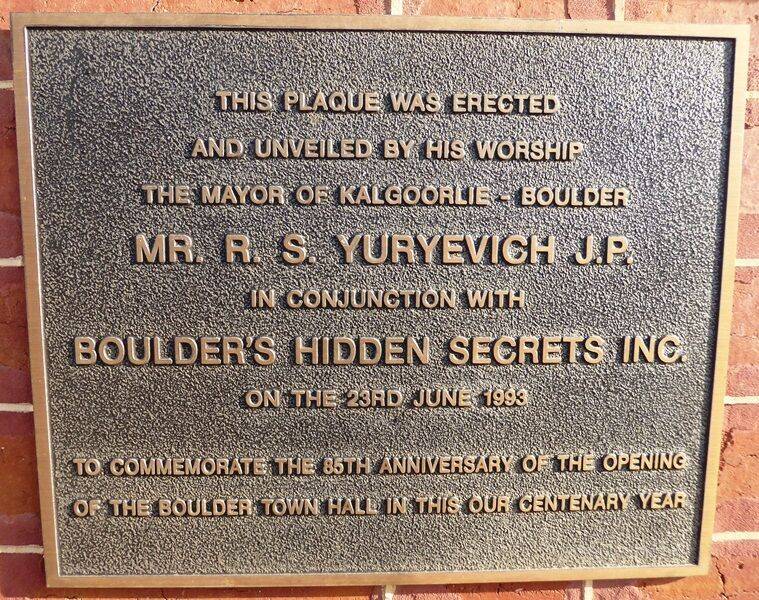 THIS PLAQUE WAS ERECTED
AND UNVEILED BY HIS WORSHIP
THE MAYOR OF KALGOORLIE - BOULDER
MR. R. S. YURYEVICH J.P.
IN CONJUNCTION WITH
BOULDER'S HIDDEN SECRETS INC.
ON THE 23RD JUNE 1993
TO COMMEMORATE THE 85TH ANNIVERSARY OF THE OPENING
OF THE BOULDER TOWN HALL IN THIS OUR CENTENARY YEAR